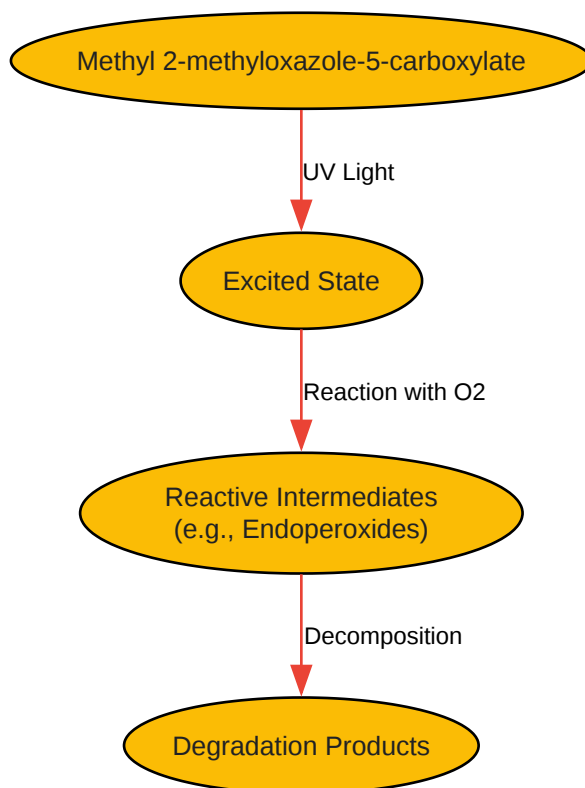 Methyl 2-methyloxazole-5-carboxylate
UV Light
Excited State
Reaction with O2
Reactive Intermediates
(e.g., Endoperoxides)
Decomposition
Degradation Products